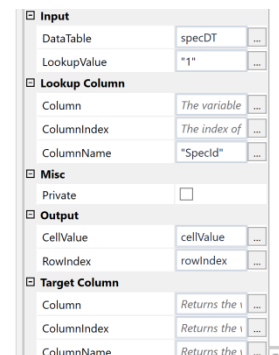 Input
DataTable specDT ...
LookupValue "1" ...
Lookup Column
Column The variable ...
ColumnIndex The index of ...
ColumnName "SpecId" ...
Misc
Private
Output
CellValue cellValue ...
RowIndex rowIndex ...
Target Column
Column Returns the v ...
ColumnIndex Returns the v ...
ColumnName Returns the v ...